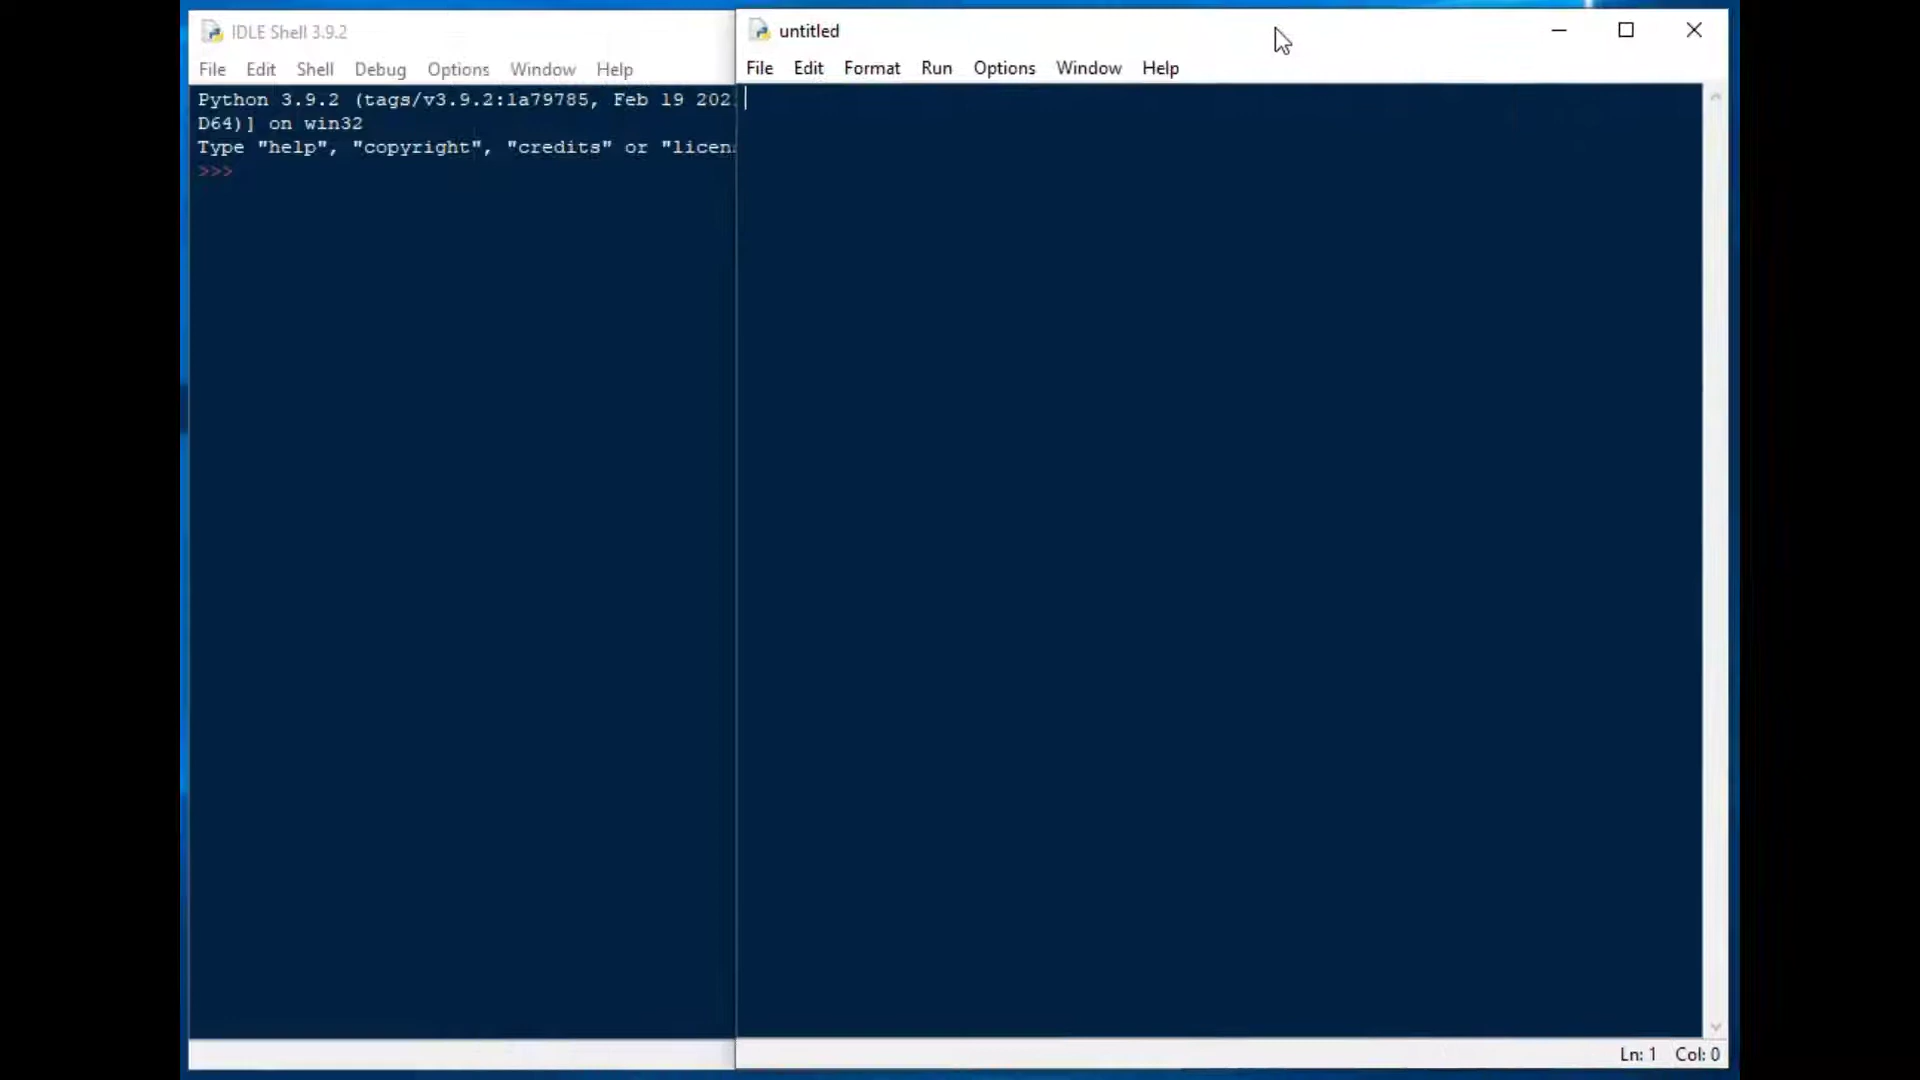 IDLE Shell 3.9.2
File Edit Shell Debug Options Window Help
Python 3.9.2 (tags/v3.9.2:1a79785, Feb 19 202
D64)] on win32
Type "help", "copyright", "credits" or "licen
>>>
untitled
File Edit Format Run Options Window Help
Ln: 1 Col: 0